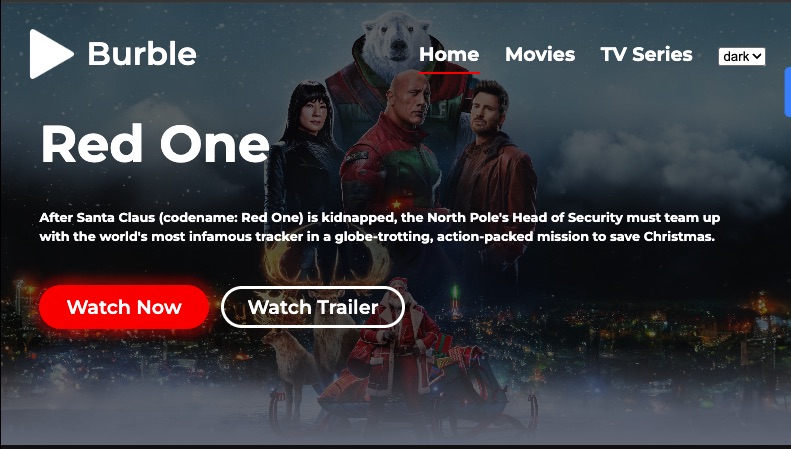 Burble
Home Movies TV Series dark
Red One
After Santa Claus (codename: Red One) is kidnapped, the North Pole's Head of Security must team up
with the world's most infamous tracker in a globe-trotting, action-packed mission to save Christmas.
Watch Now Watch Trailer